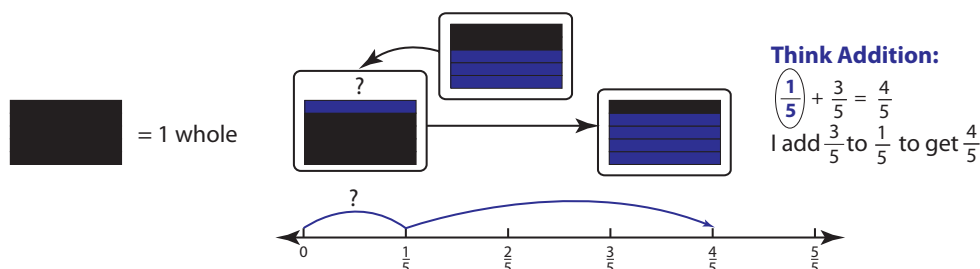 ?
= 1 whole
Think Addition:
1/5 + 3/5 = 4/5
I add 3/5 to 1/5 to get 4/5
?
0 1/5 2/5 3/5 4/5 5/5